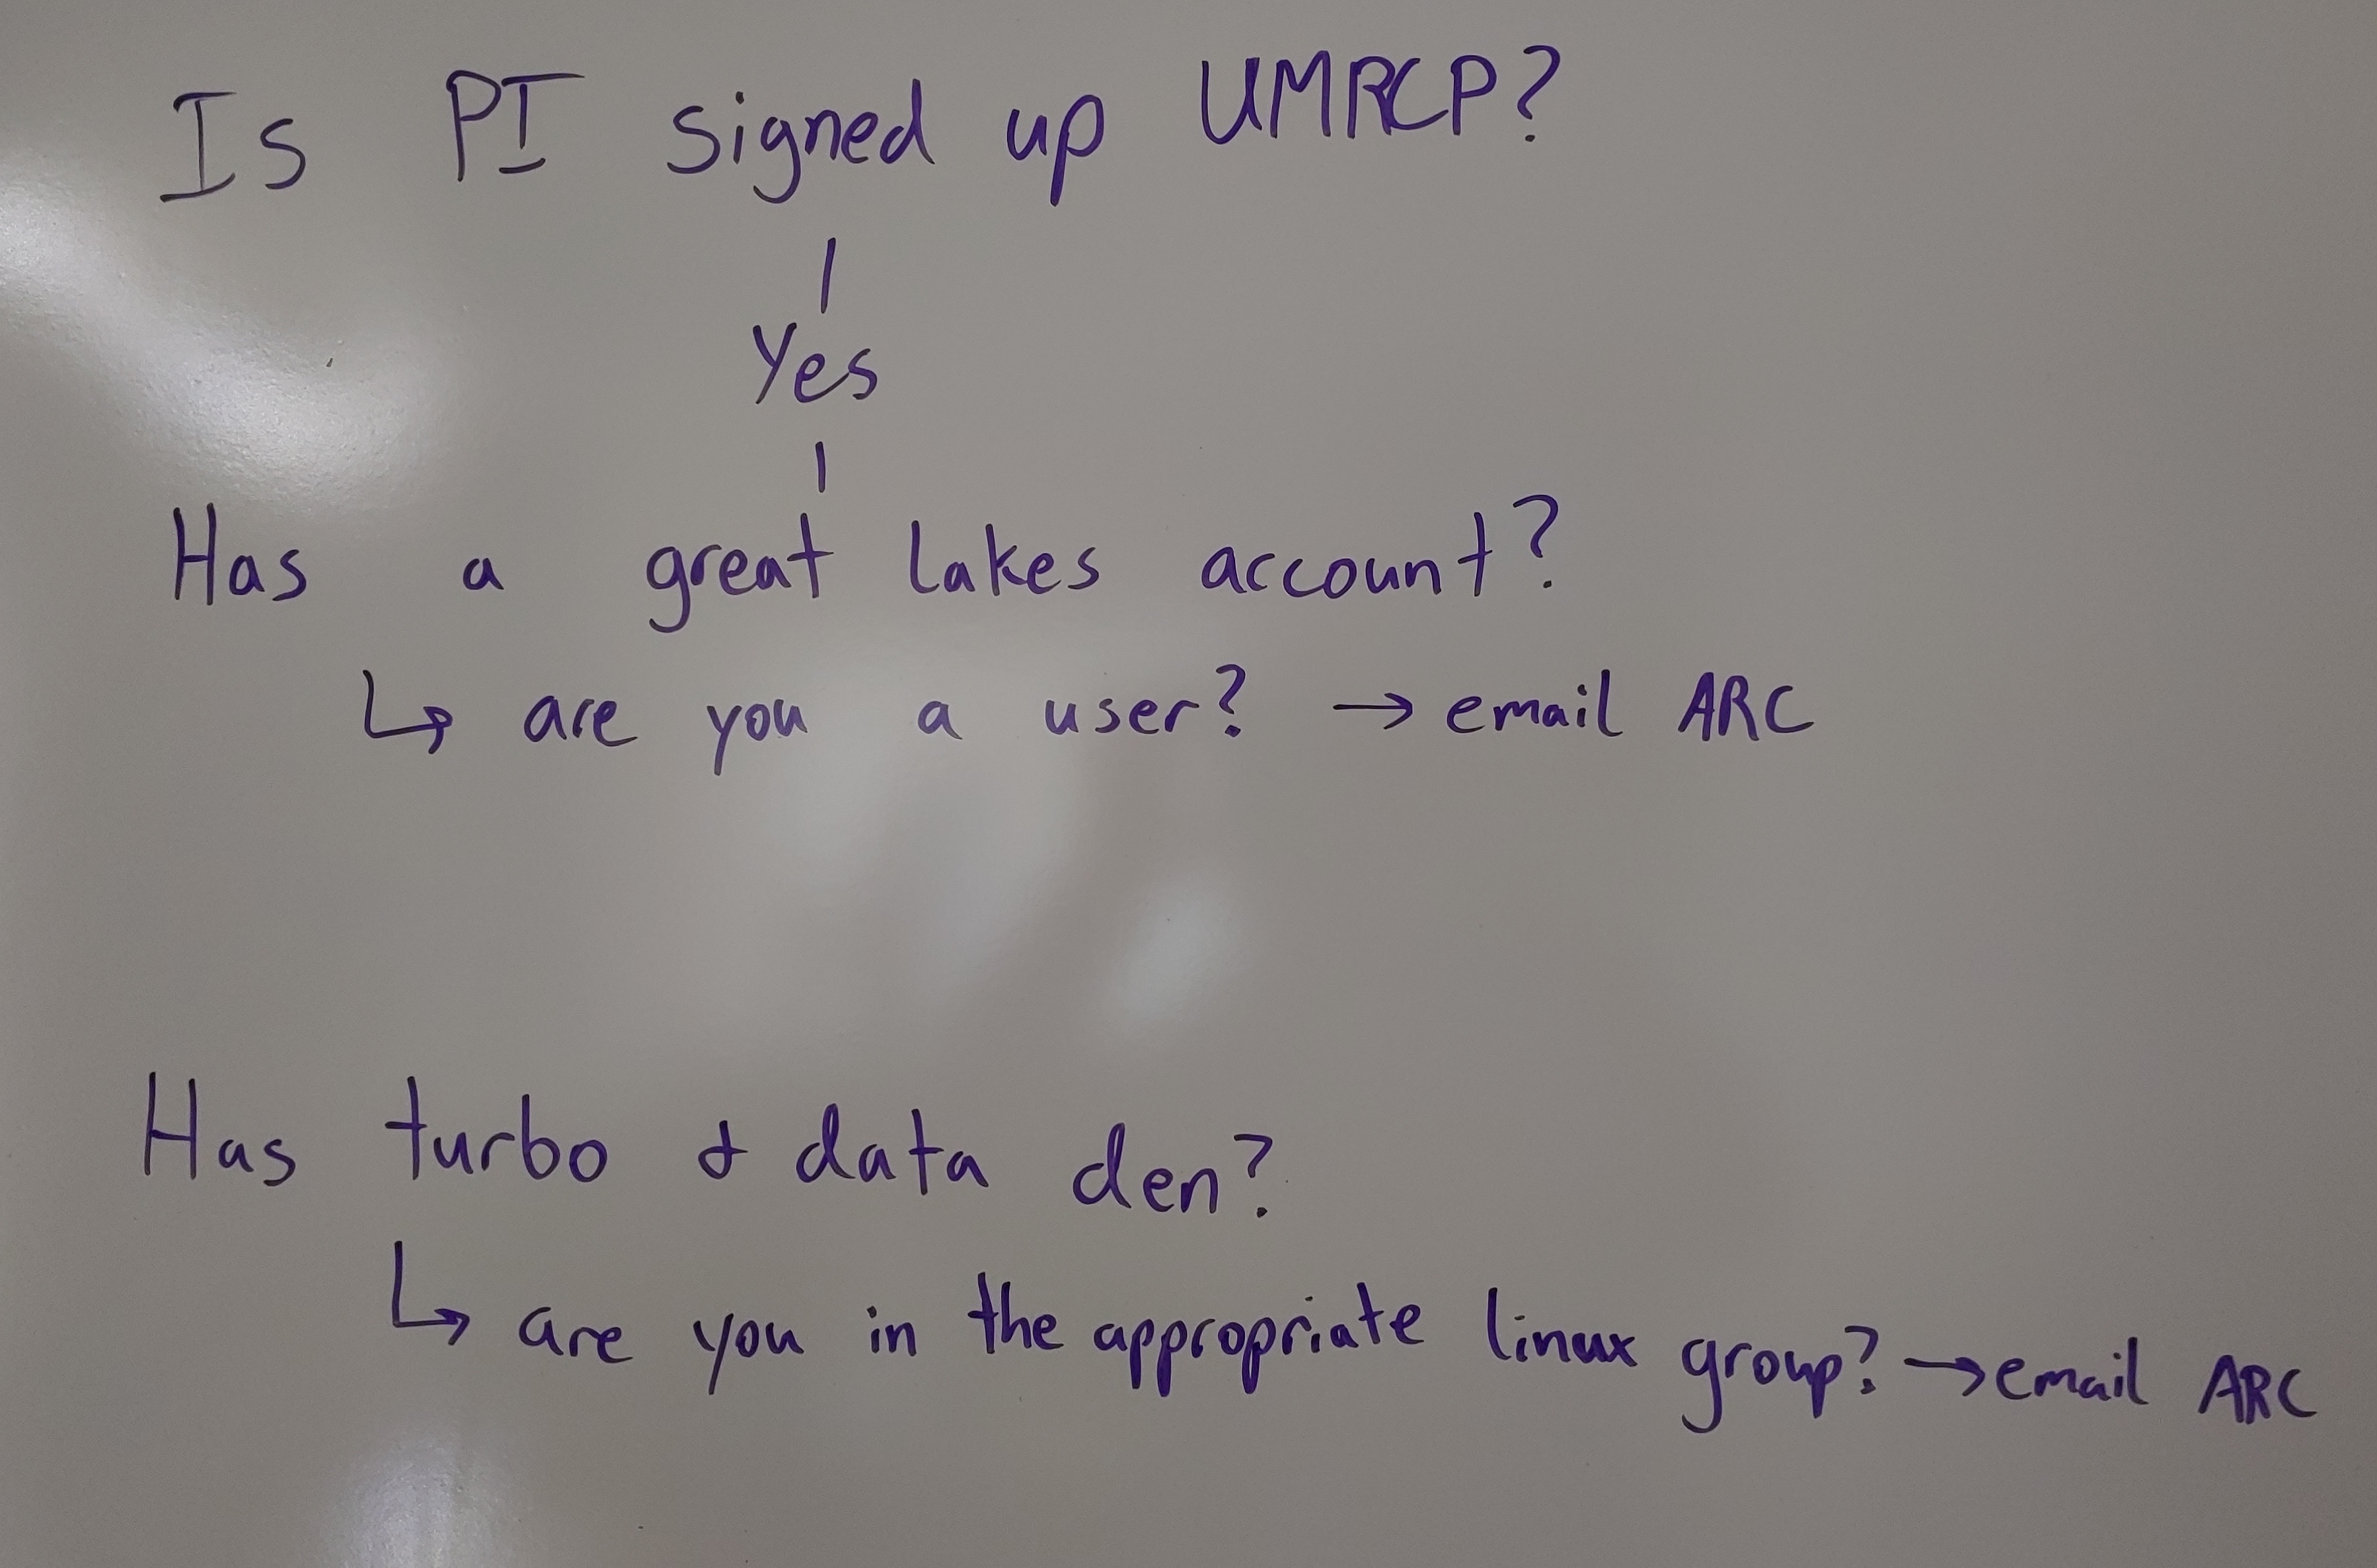 Is PI signed up UMRCP?
Yes
Has a great lakes account?
↳ are you a user? → email ARC
Has turbo & data den?
↳ are you in the appropriate linux group? → email ARC